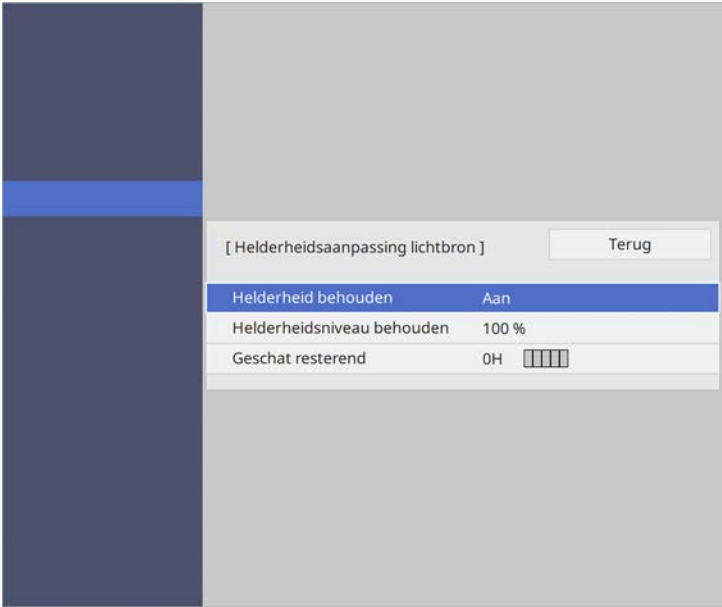 [ Helderheidsaanpassing lichtbron ] Terug
Helderheid behouden Aan
Helderheidsniveau behouden 100 %
Geschat resterend 0H